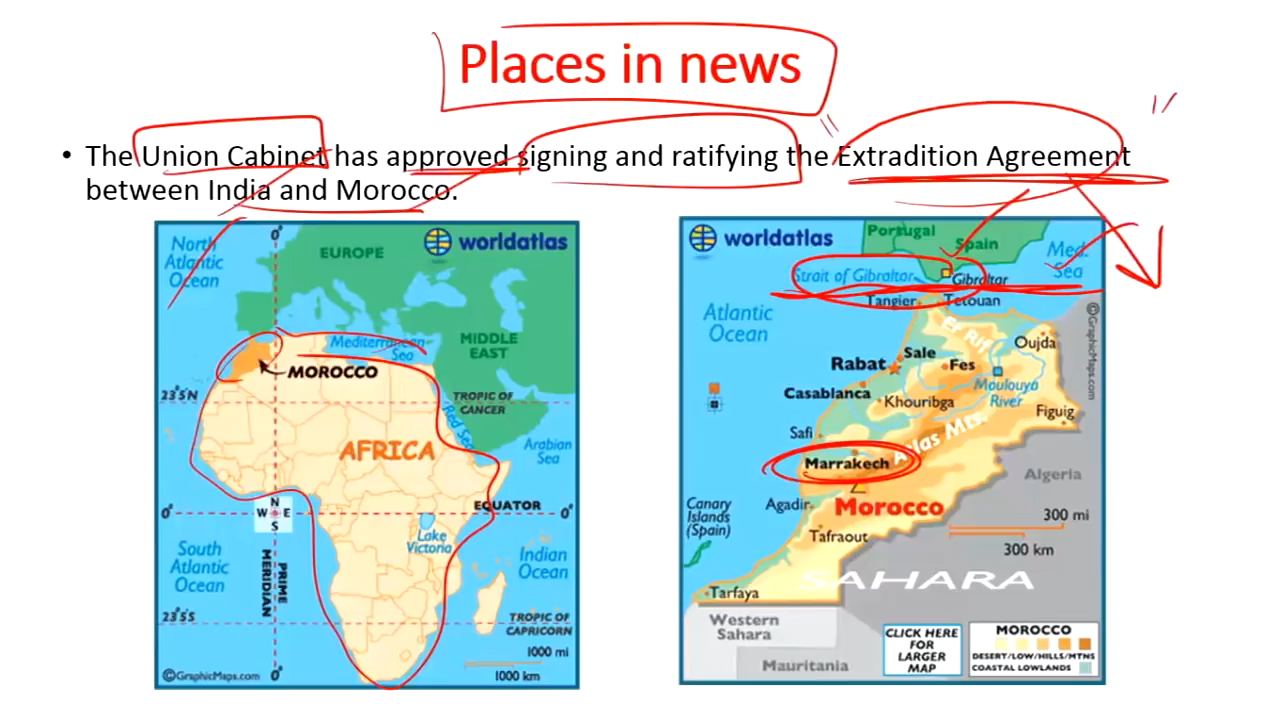 Places in news
• The Union Cabinet has approved signing and ratifying the Extradition Agreement
between India and Morocco.
North
Atlantic
Ocean
0°
EUROPE
worldatlas
MIDDLE
EAST
Mediterranean
Sea
MOROCCO
23°5N
TROPIC OF
CANCER
Red Sea
AFRICA
Arabian
Sea
N
W E
S
EQUATOR
0°
0°
Lake
Victoria
South
Atlantic
Ocean
PRIME
MERIDIAN
Indian
Ocean
23°5S
TROPIC OF
CAPRICORN
1000 mi
1000 km
©GraphicMaps.com
0°
worldatlas
Portugal
Spain
Med.
Sea
Strait of Gibraltar
Gibraltar
Tangier
Tetouan
Atlantic
Ocean
Er Rif
Oujda
©GraphicMaps.com
Rabat
Sale
Fes
Casablanca
Khouribga
Moulouya
River
Figuig
Safi
Atlas Mts.
Marrakech
Algeria
Canary
Islands
(Spain)
Agadir
Morocco
300 mi
300 km
Tafraout
SAHARA
Tarfaya
Western
Sahara
Mauritania
CLICK HERE
FOR
LARGER
MAP
MOROCCO
DESERT/LOW/HILLS/MTNS
COASTAL LOWLANDS